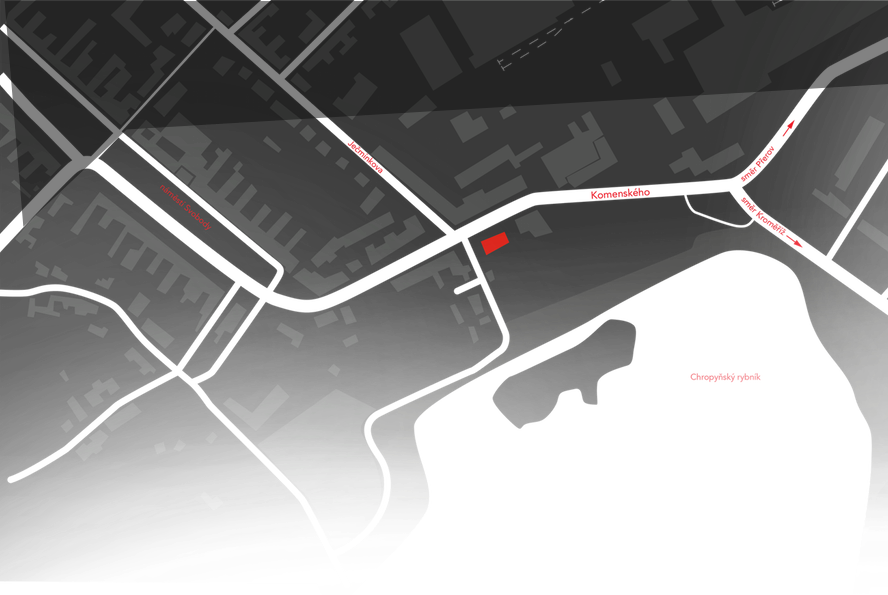 Ječmínkova
směr Přerov
Komenského
směr Kroměříž
Chropyňský rybník